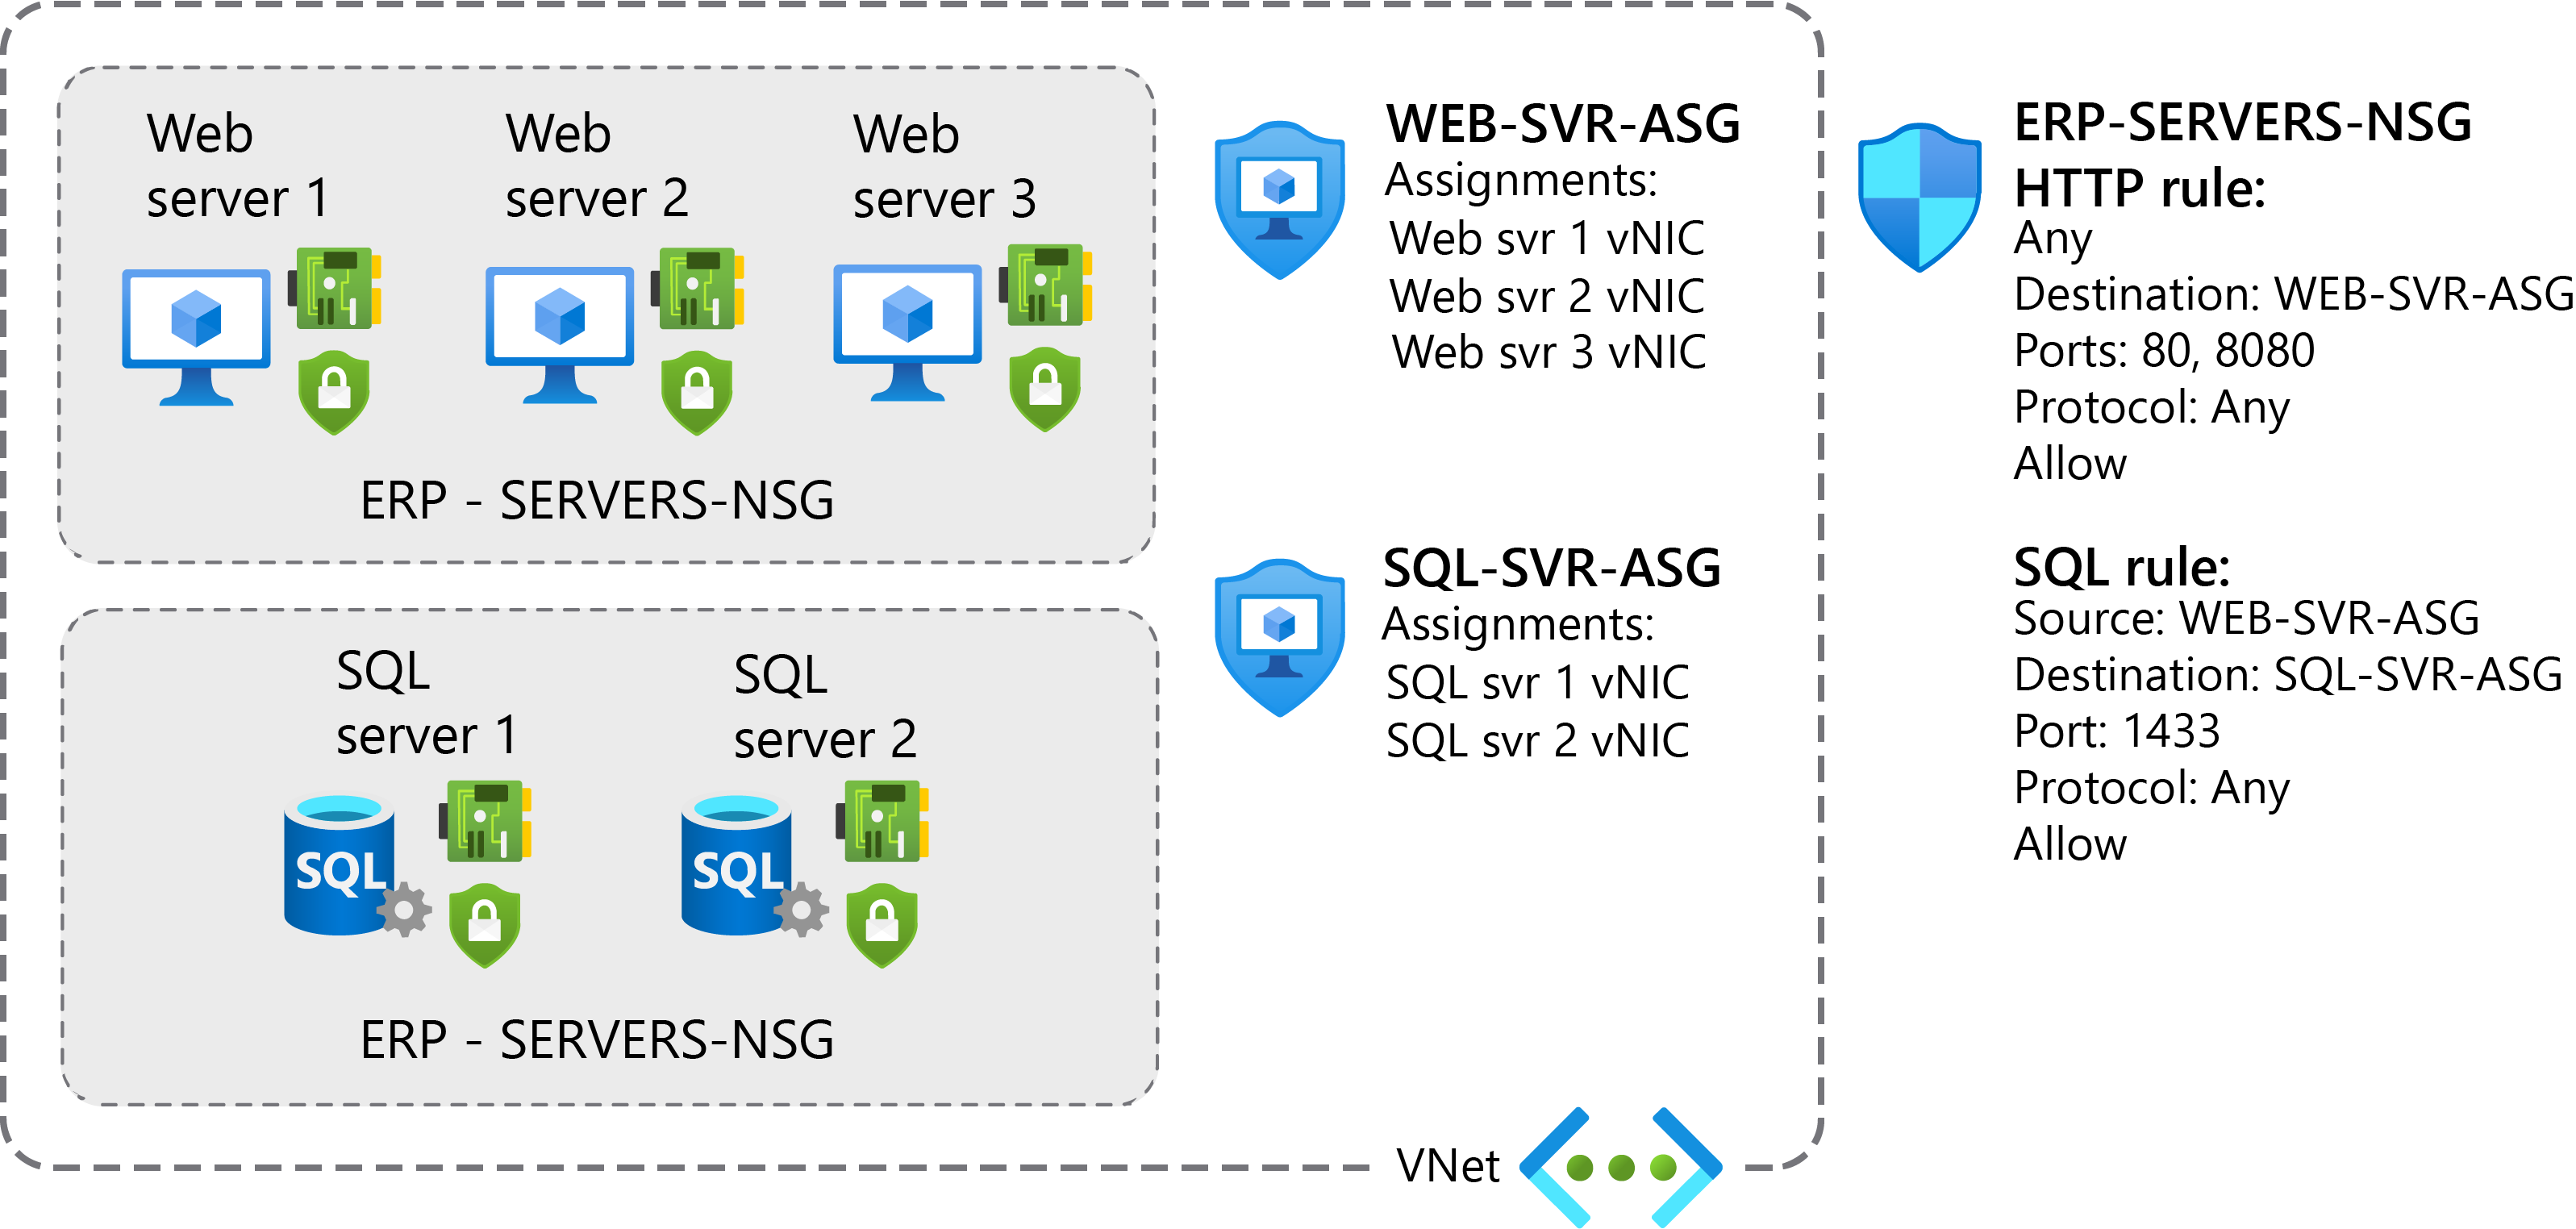 Web
server 1
Web
server 2
Web
server 3
ERP - SERVERS-NSG
SQL
server 1
SQL
server 2
SQL
SQL
ERP - SERVERS-NSG
WEB-SVR-ASG
Assignments:
Web svr 1 vNIC
Web svr 2 vNIC
Web svr 3 vNIC
SQL-SVR-ASG
Assignments:
SQL svr 1 vNIC
SQL svr 2 vNIC
VNet
ERP-SERVERS-NSG
HTTP rule:
Any
Destination: WEB-SVR-ASG
Ports: 80, 8080
Protocol: Any
Allow
SQL rule:
Source: WEB-SVR-ASG
Destination: SQL-SVR-ASG
Port: 1433
Protocol: Any
Allow